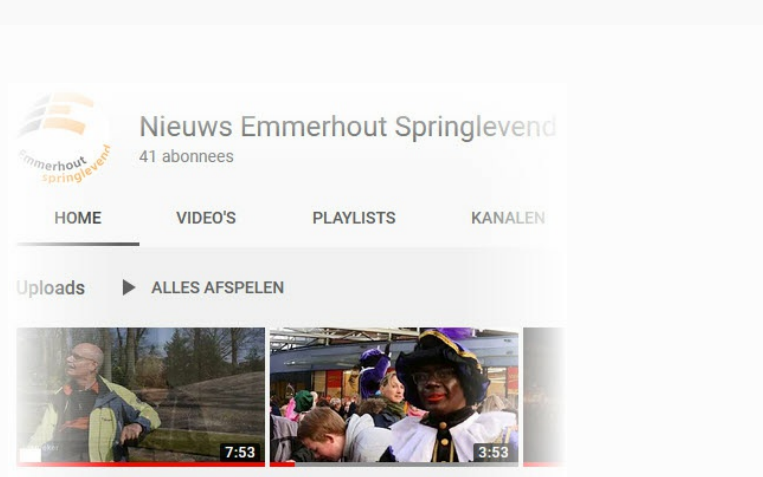 Emmerhout
springlevend
Nieuws Emmerhout Springlevend
41 abonnees
HOME VIDEO'S PLAYLISTS KANALEN
Uploads ALLES AFSPELEN
7:53 3:53